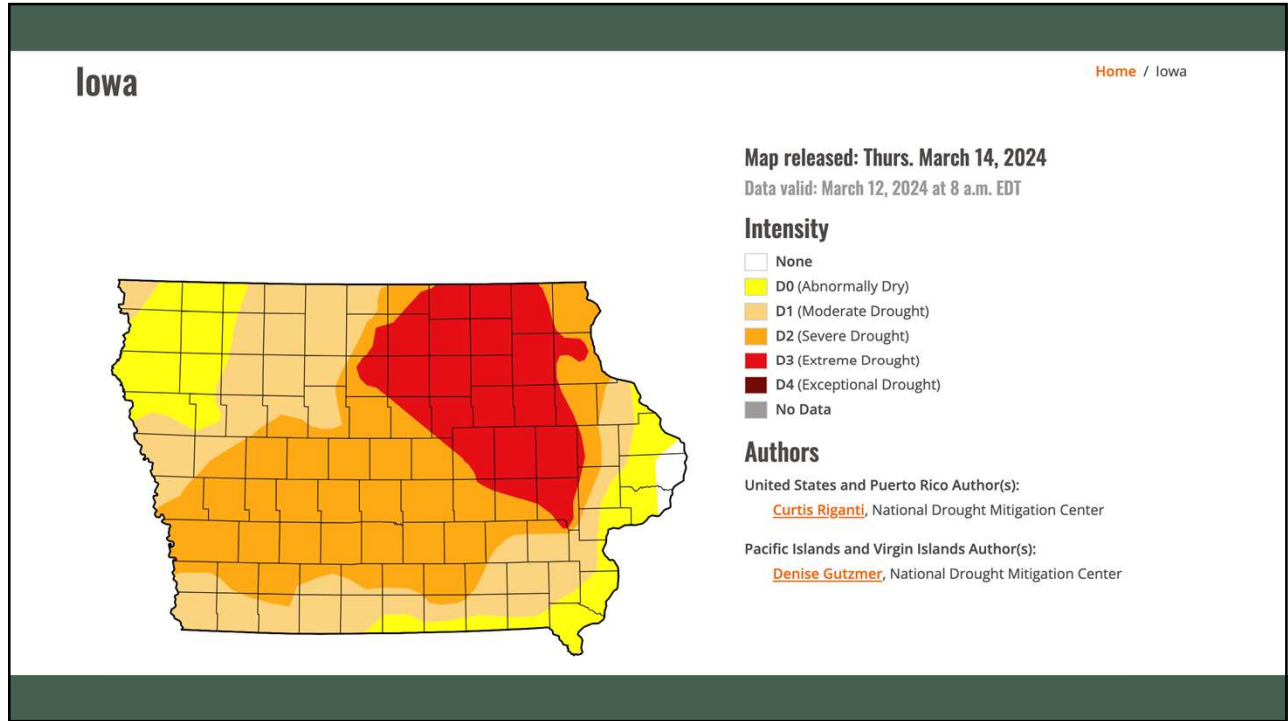 Iowa
Home / Iowa
Map released: Thurs. March 14, 2024
Data valid: March 12, 2024 at 8 a.m. EDT
Intensity
None
D0 (Abnormally Dry)
D1 (Moderate Drought)
D2 (Severe Drought)
D3 (Extreme Drought)
D4 (Exceptional Drought)
No Data
Authors
United States and Puerto Rico Author(s):
Curtis Riganti, National Drought Mitigation Center
Pacific Islands and Virgin Islands Author(s):
Denise Gutzmer, National Drought Mitigation Center